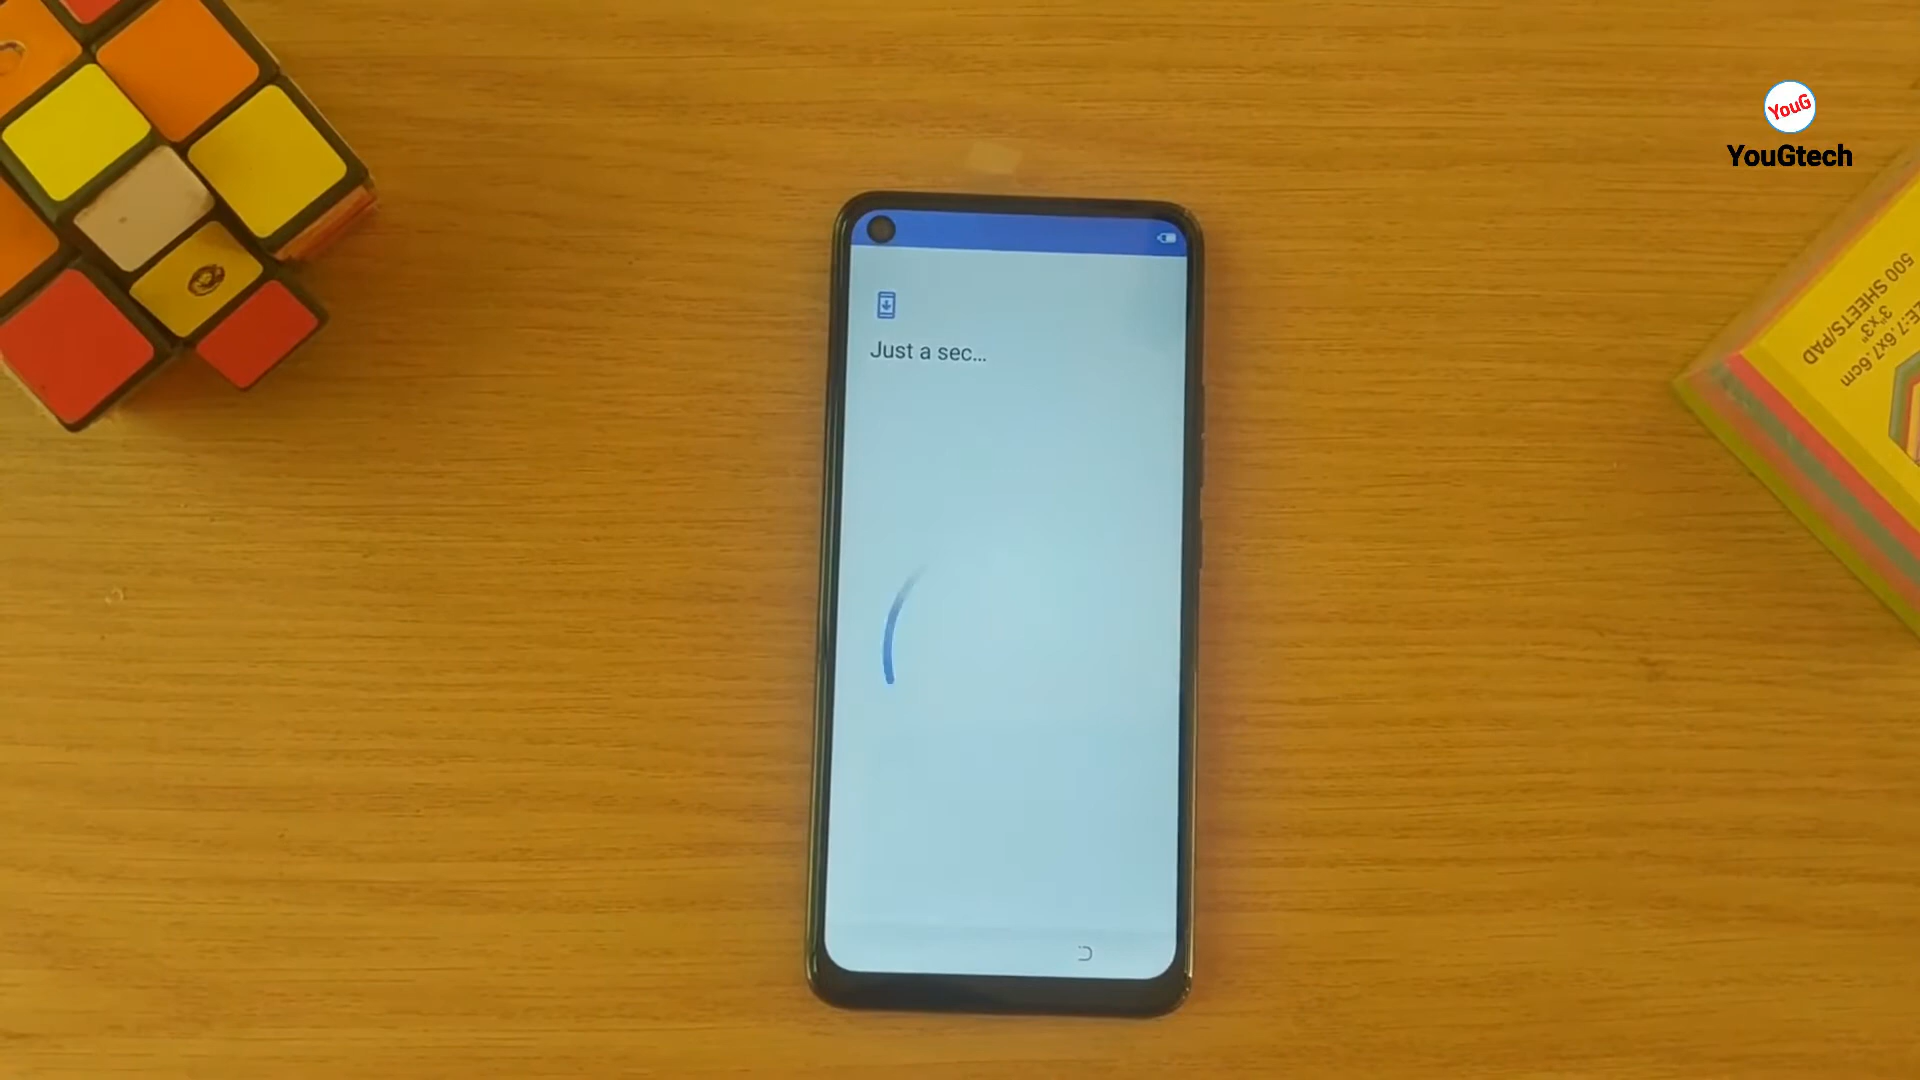 YouG
YouGtech
Just a sec...
500 SHEETS/PAD
3"x3"
E:7.6x7.6cm